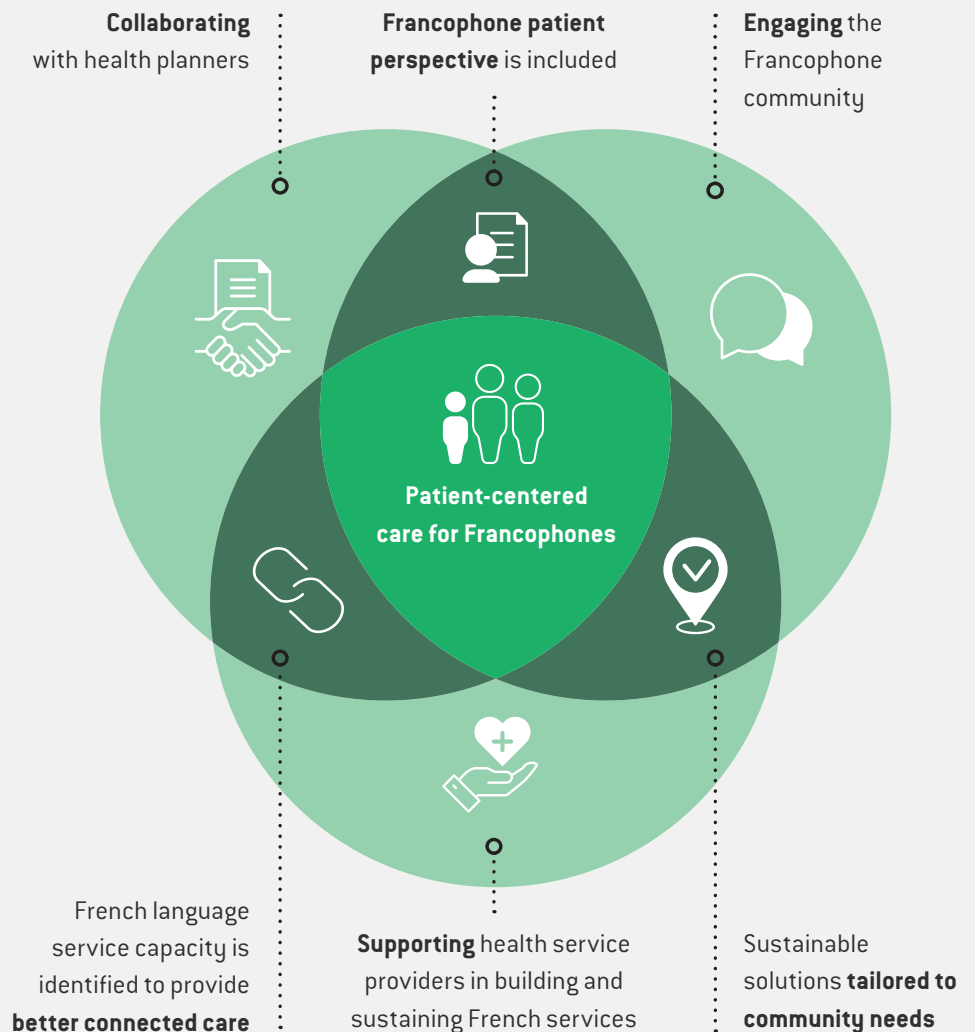 Collaborating
with health planners
Francophone patient
perspective is included
Engaging the
Francophone
community
Patient-centered
care for Francophones
French language
service capacity is
identified to provide
better connected care
Supporting health service
providers in building and
sustaining French services
Sustainable
solutions tailored to
community needs